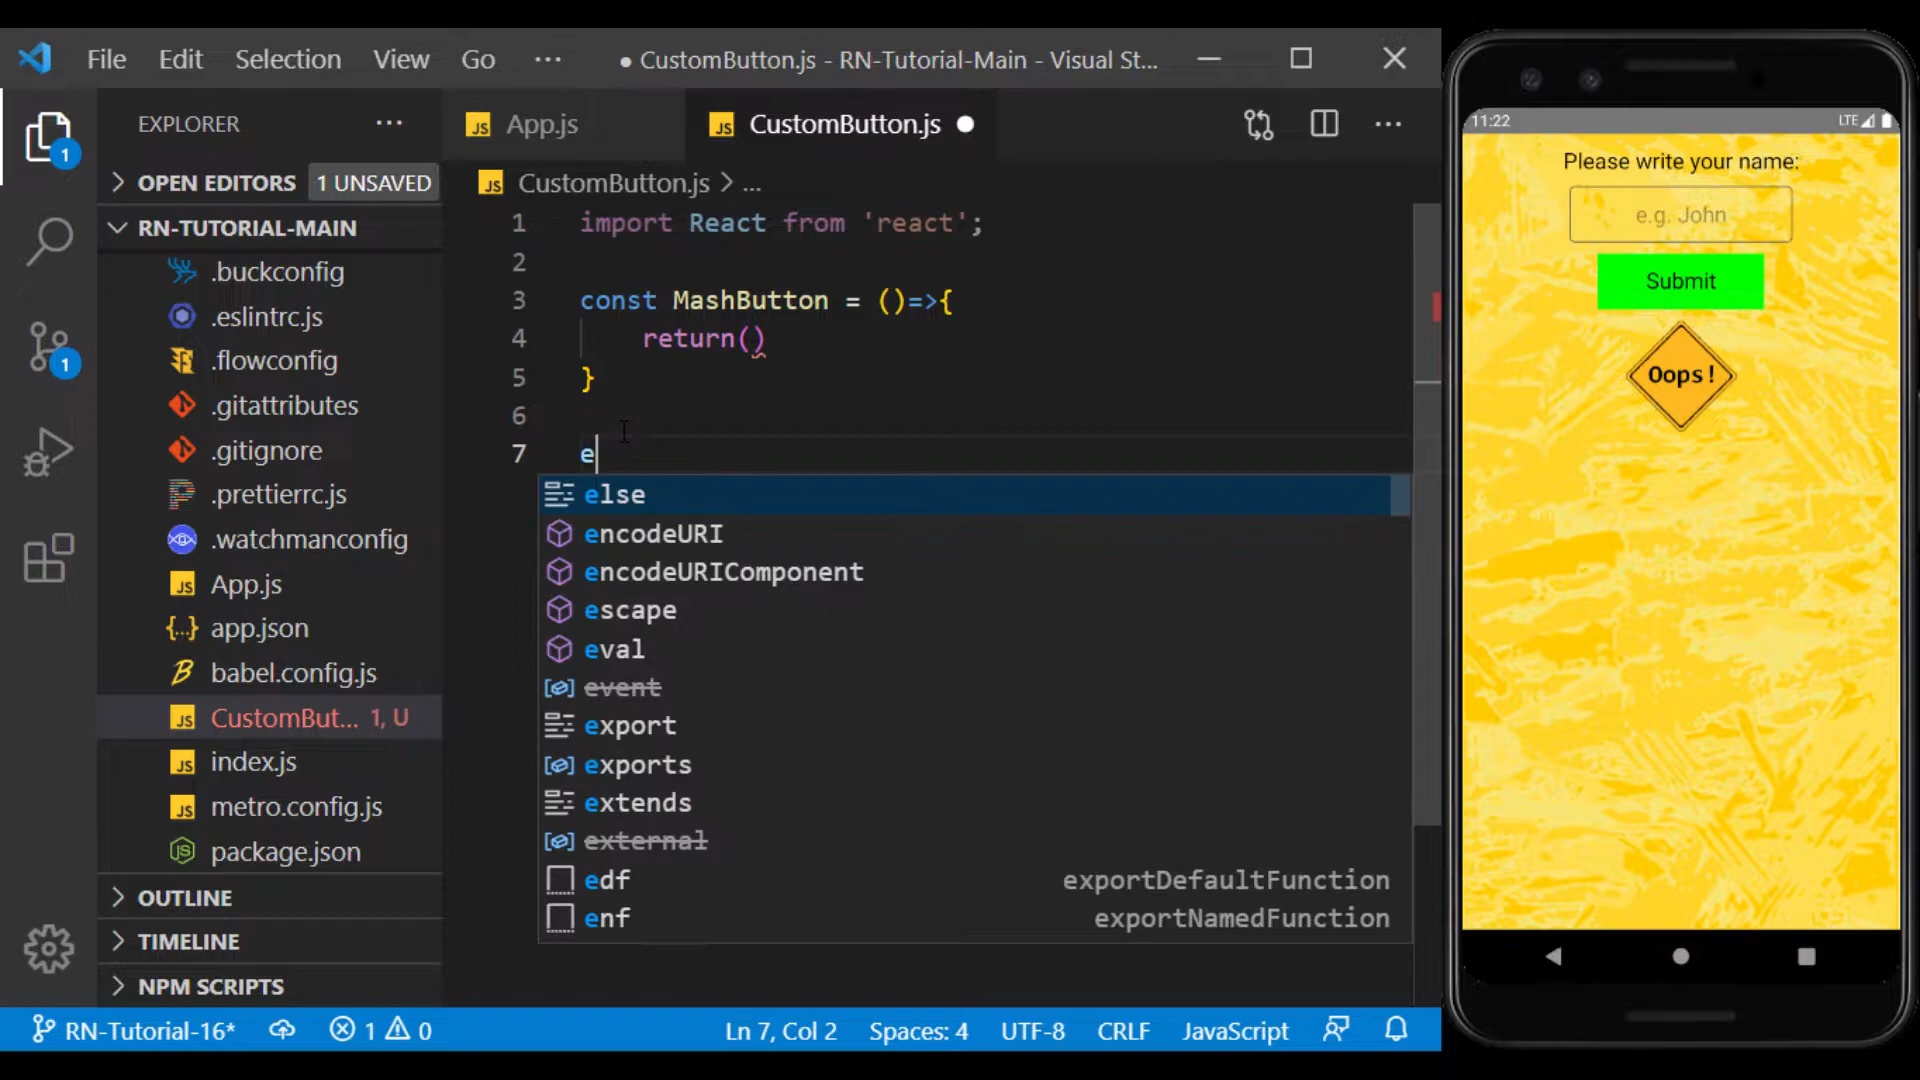 File Edit Selection View Go ··· ● CustomButton.js - RN-Tutorial-Main - Visual St...
EXPLORER ···
OPEN EDITORS 1 UNSAVED
RN-TUTORIAL-MAIN
.buckconfig
.eslintrc.js
.flowconfig
.gitattributes
.gitignore
.prettierrc.js
.watchmanconfig
App.js
app.json
babel.config.js
CustomBut... 1, U
index.js
metro.config.js
package.json
OUTLINE
TIMELINE
NPM SCRIPTS
1
1
App.js CustomButton.js ●
CustomButton.js > ...
1 import React from 'react';
2
3 const MashButton = ()=>{
4 return()
5 }
6
7 e
else
encodeURI
encodeURIComponent
escape
eval
event
export
exports
extends
external
edf exportDefaultFunction
enf exportNamedFunction
RN-Tutorial-16* 1 0 Ln 7, Col 2 Spaces: 4 UTF-8 CRLF JavaScript
11:22 LTE
Please write your name:
e.g. John
Submit
Oops!